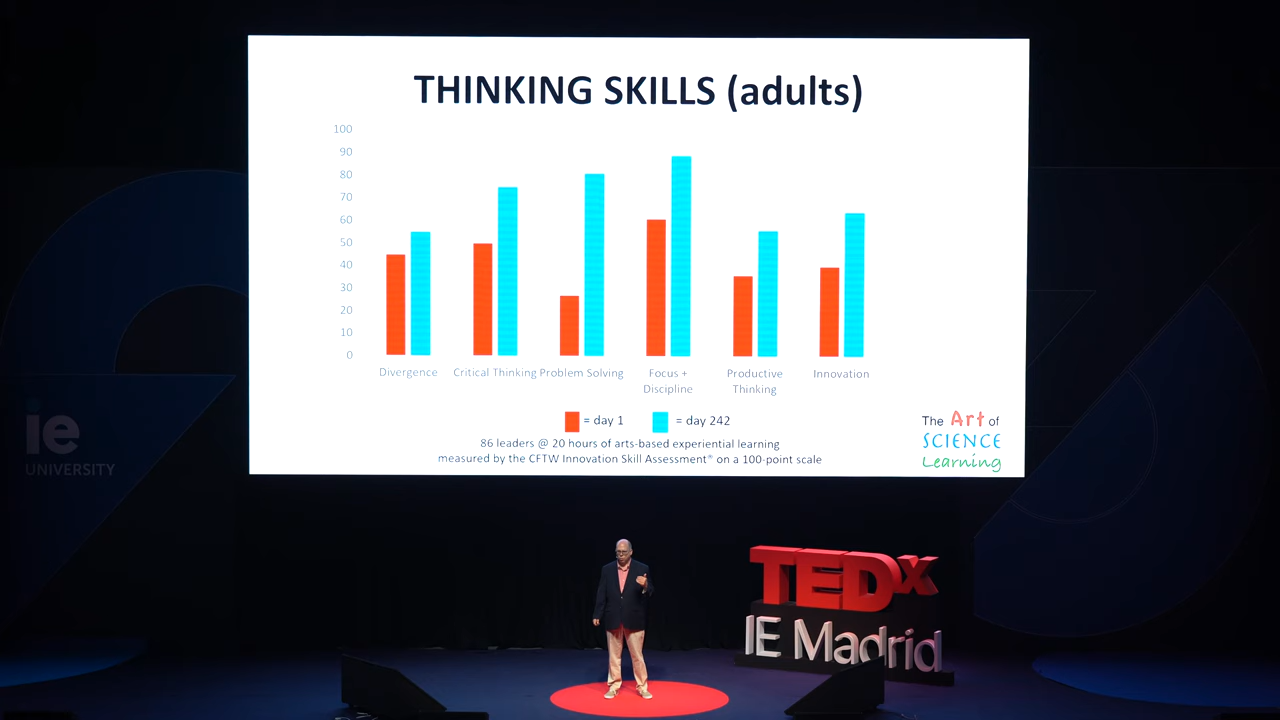 THINKING SKILLS (adults)
100
90
80
70
60
50
40
30
20
10
0
Divergence
Critical Thinking
Problem Solving
Focus +
Discipline
Productive
Thinking
Innovation
= day 1
= day 242
86 leaders @ 20 hours of arts-based experiential learning
measured by the CFTW Innovation Skill Assessment® on a 100-point scale
The Art of
SCIENCE
Learning
ie
UNIVERSITY
TEDx
IE Madrid